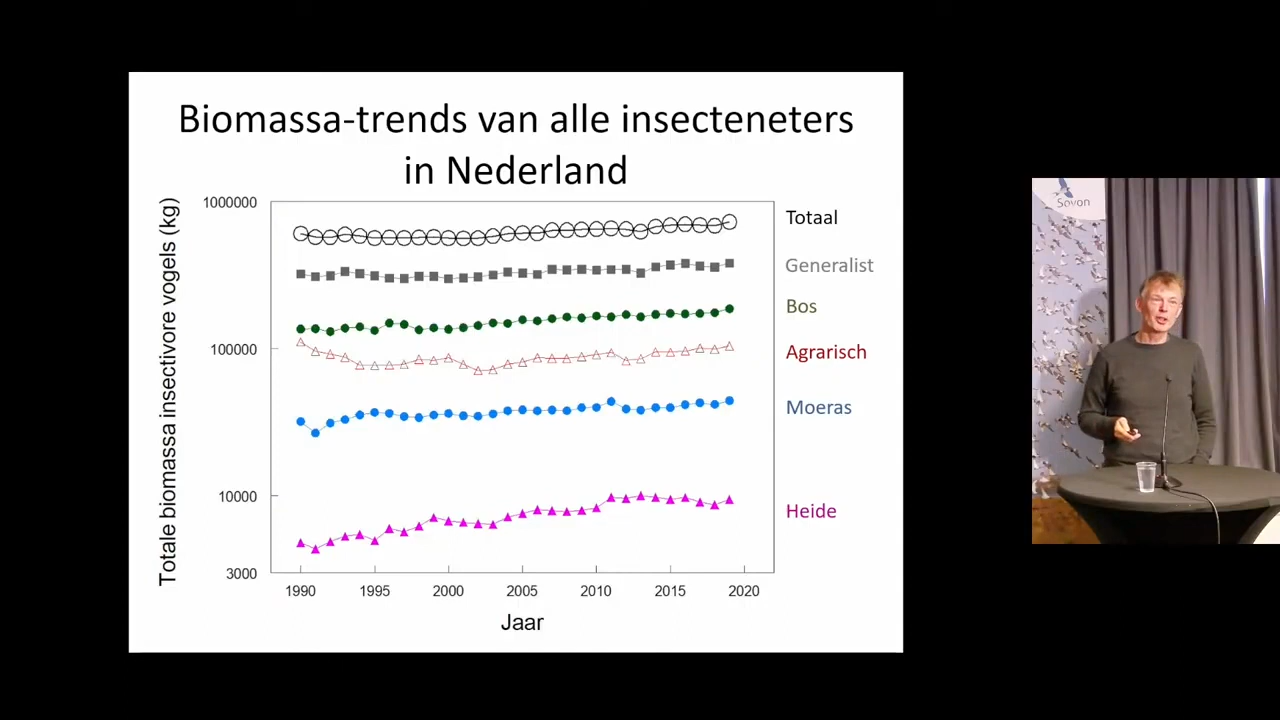 Biomassa-trends van alle insecteneters
in Nederland
Totale biomassa insectivore vogels (kg)
1000000
100000
10000
3000
Totaal
Generalist
Bos
Agrarisch
Moeras
Heide
1990 1995 2000 2005 2010 2015 2020
Jaar
Sovon